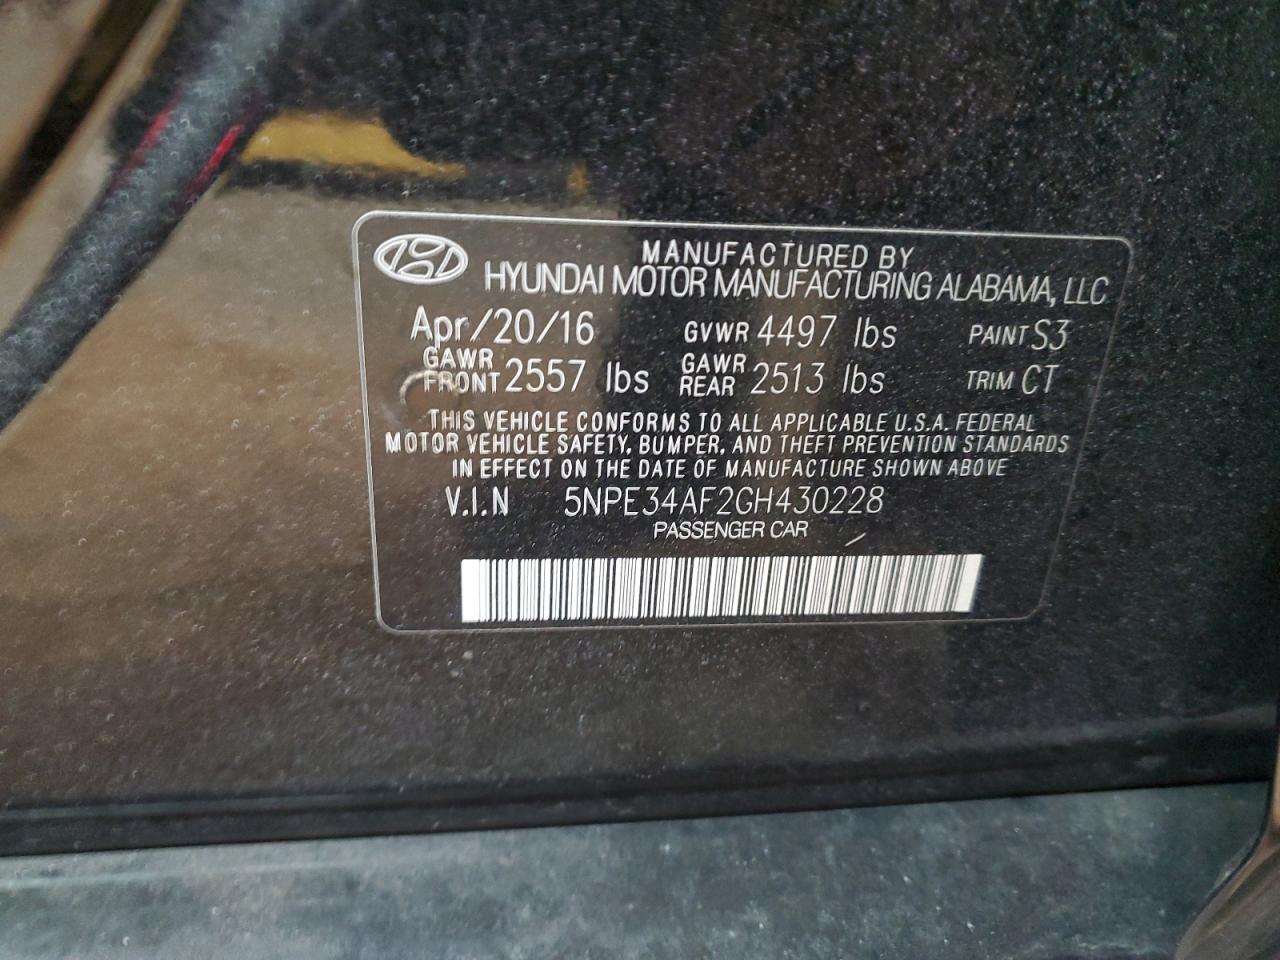 MANUFACTURED BY
HYUNDAI MOTOR MANUFACTURING ALABAMA, LLC
Apr/20/16 GVWR 4497 lbs PAINT S3
GAWR FRONT 2557 lbs GAWR REAR 2513 lbs TRIM CT
THIS VEHICLE CONFORMS TO ALL APPLICABLE U.S.A. FEDERAL
MOTOR VEHICLE SAFETY, BUMPER, AND THEFT PREVENTION STANDARDS
IN EFFECT ON THE DATE OF MANUFACTURE SHOWN ABOVE
V.I.N 5NPE34AF2GH430228
PASSENGER CAR